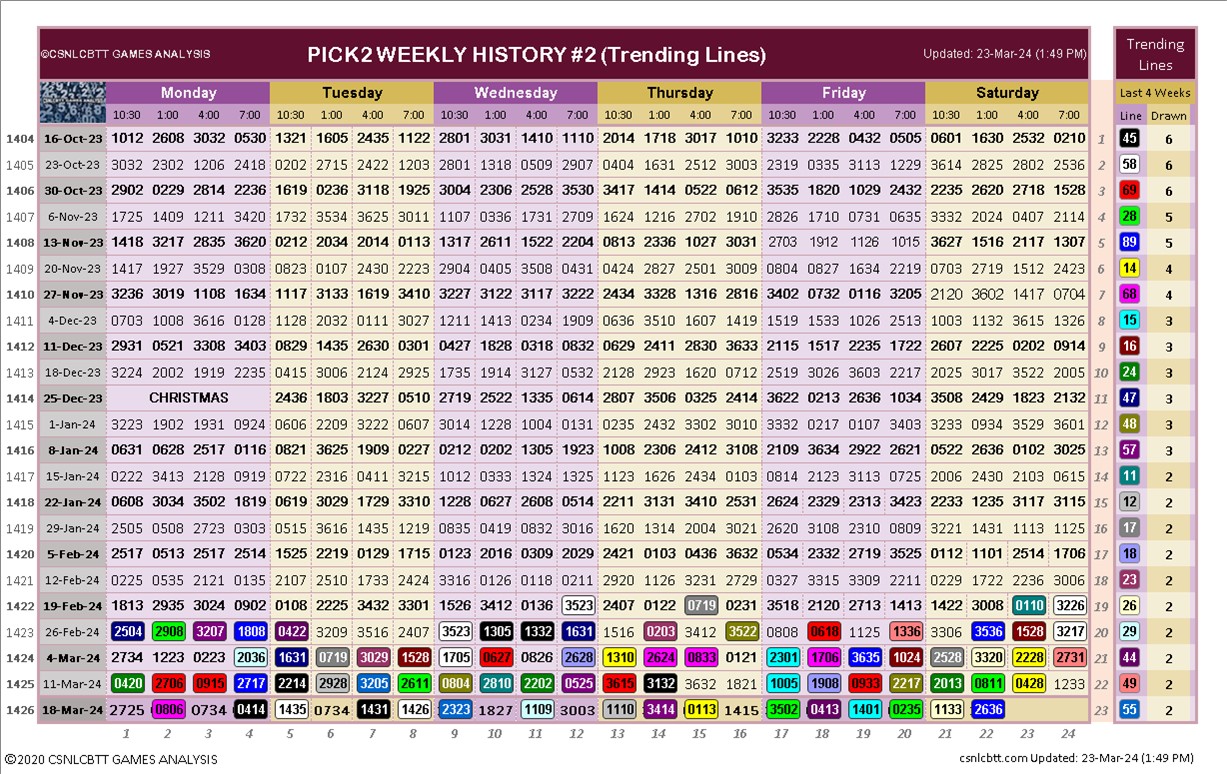 ©2020 CSNLCBTT GAMES ANALYSIS PICK2 WEEKLY HISTORY #2 (Trending Lines) Updated: 23-Mar-24 (1:49 PM) Trending Lines
Monday Tuesday Wednesday Thursday Friday Saturday Last 4 Weeks
10:30 1:00 4:00 7:00 10:30 1:00 4:00 7:00 10:30 1:00 4:00 7:00 10:30 1:00 4:00 7:00 10:30 1:00 4:00 7:00 10:30 1:00 4:00 7:00 Line Drawn
1404 16-Oct-23 1012 2608 3032 0530 1321 1605 2435 1122 2801 3031 1410 1110 2014 1718 3017 1010 3233 2228 0432 0505 0601 1630 2532 0210 1 45 6
1405 23-Oct-23 3032 2302 1206 2418 0202 2715 2422 1203 2801 1318 0509 2907 0404 1631 2512 3003 2319 0335 3113 1229 3614 2825 2802 2536 2 58 6
1406 30-Oct-23 2902 0229 2814 2236 1619 0236 3118 1925 3004 2306 2528 3530 3417 1414 0522 0612 3535 1820 1029 2432 2235 2620 2718 1528 3 69 6
1407 6-Nov-23 1725 1409 1211 3420 1732 3534 3625 3011 1107 0336 1731 2709 1624 1216 2702 1910 2826 1710 0731 0635 3332 2024 0407 2114 4 28 5
1408 13-Nov-23 1418 3217 2835 3620 0212 2034 2014 0113 1317 2611 1522 2204 0813 2336 1027 3031 2703 1912 1126 1015 3627 1516 2117 1307 5 89 5
1409 20-Nov-23 1417 1927 3529 0308 0823 0107 2430 2223 2904 0405 3508 0431 0424 2827 2501 3009 0804 0827 1634 2219 0703 2719 1512 2423 6 14 4
1410 27-Nov-23 3236 3019 1108 1634 1117 3133 1619 3416 3227 3122 3117 3222 2434 3328 1316 2816 3402 0732 0116 3205 2120 3602 1417 0704 7 68 4
1411 4-Dec-23 0703 1008 3616 0128 1128 2032 0111 3027 1211 1413 0234 1909 0636 3510 1607 1419 1519 1533 1026 2513 1003 1132 3615 1326 8 15 3
1412 11-Dec-23 2931 0521 3308 3403 0829 1435 2630 0301 0427 1828 0318 0832 0629 2411 2830 3633 2115 1517 2235 1722 2607 2225 0202 0914 9 16 3
1413 18-Dec-23 3224 2002 1919 2235 0415 3006 2124 2925 1735 1914 3127 0532 2128 2923 1620 0712 2519 3026 3603 2217 2025 3017 3522 2005 10 24 3
1414 25-Dec-23 CHRISTMAS 2436 1803 3227 0510 2719 2522 1335 0614 2807 3506 0325 2414 3622 0213 2636 1034 3508 2429 1823 2132 11 47 3
1415 1-Jan-24 3223 1902 1931 0924 0606 2209 3222 0607 3014 1228 1004 0131 0235 2432 3302 3010 3332 0217 0107 3403 3233 0934 3529 3601 12 48 3
1416 8-Jan-24 0631 0628 2517 0116 0821 3625 1909 0227 0212 0205 1305 1923 1008 2306 2412 3108 2109 3634 2922 2621 0522 2636 0102 3025 13 57 3
1417 15-Jan-24 0222 3413 2128 0919 0722 2316 0411 3211 1012 0333 1324 1325 1123 1626 2434 0103 0814 2123 3113 0725 2006 2430 2103 0615 14 11 2
1418 22-Jan-24 0608 3034 3502 1819 0619 3029 1729 3310 1228 0627 2608 0514 2211 3131 3410 2531 2624 2329 2313 3423 2233 1235 3117 3115 15 12 2
1419 29-Jan-24 2505 0508 2723 0303 0515 3616 1435 1219 0835 0419 0832 3016 1620 1314 2004 3021 2620 3108 2310 0809 3221 1431 1113 1125 16 17 2
1420 5-Feb-24 2517 0513 2517 2514 1525 2219 0129 1715 0123 2016 0309 2029 2421 0103 0436 3632 0534 2332 2719 3525 0112 1101 2514 1706 17 18 2
1421 12-Feb-24 0225 0535 2121 0135 2107 2510 1733 2424 3316 0126 0118 0211 2920 1126 3231 2729 0327 3315 3309 2211 0229 1722 2236 3006 18 23 2
1422 19-Feb-24 1813 2935 3024 0902 0108 2225 3432 3301 1526 3412 0136 3523 2407 0122 0719 0231 3518 2120 2713 1413 1422 3008 0110 3226 19 26 2
1423 26-Feb-24 2504 2908 3207 1808 0422 3209 3516 2407 3523 1305 1332 1631 1516 0203 3412 3522 0808 0618 1125 1336 3306 3536 1528 3217 20 29 2
1424 4-Mar-24 2734 1223 0223 2036 1631 0719 3029 1528 1705 0627 0826 2628 1310 2624 0833 0121 2301 1706 3635 1024 2528 3320 2228 2731 21 44 2
1425 11-Mar-24 0420 2706 0915 2717 2214 2928 3205 2611 0804 2810 2202 0525 3615 3132 3632 1821 1005 1908 0933 2217 2013 0811 0428 1233 22 49 2
1426 18-Mar-24 2725 0806 0734 0414 1435 0734 1431 1426 2323 1827 1109 3003 1110 3414 0113 1415 3502 0413 1401 0235 1133 2636 23 55 2
1 2 3 4 5 6 7 8 9 10 11 12 13 14 15 16 17 18 19 20 21 22 23 24
©2020 CSNLCBTT GAMES ANALYSIS csnlcbtt.com Updated: 23-Mar-24 (1:49 PM)